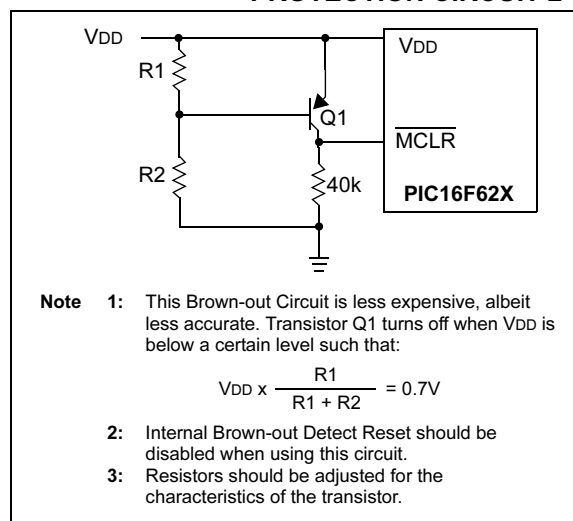 VDD
VDD
R1
Q1
MCLR
R2
40k
PIC16F62X
Note 1: This Brown-out Circuit is less expensive, albeit
less accurate. Transistor Q1 turns off when VDD is
below a certain level such that:
VDD x R1
R1 + R2 = 0.7V
2: Internal Brown-out Detect Reset should be
disabled when using this circuit.
3: Resistors should be adjusted for the
characteristics of the transistor.